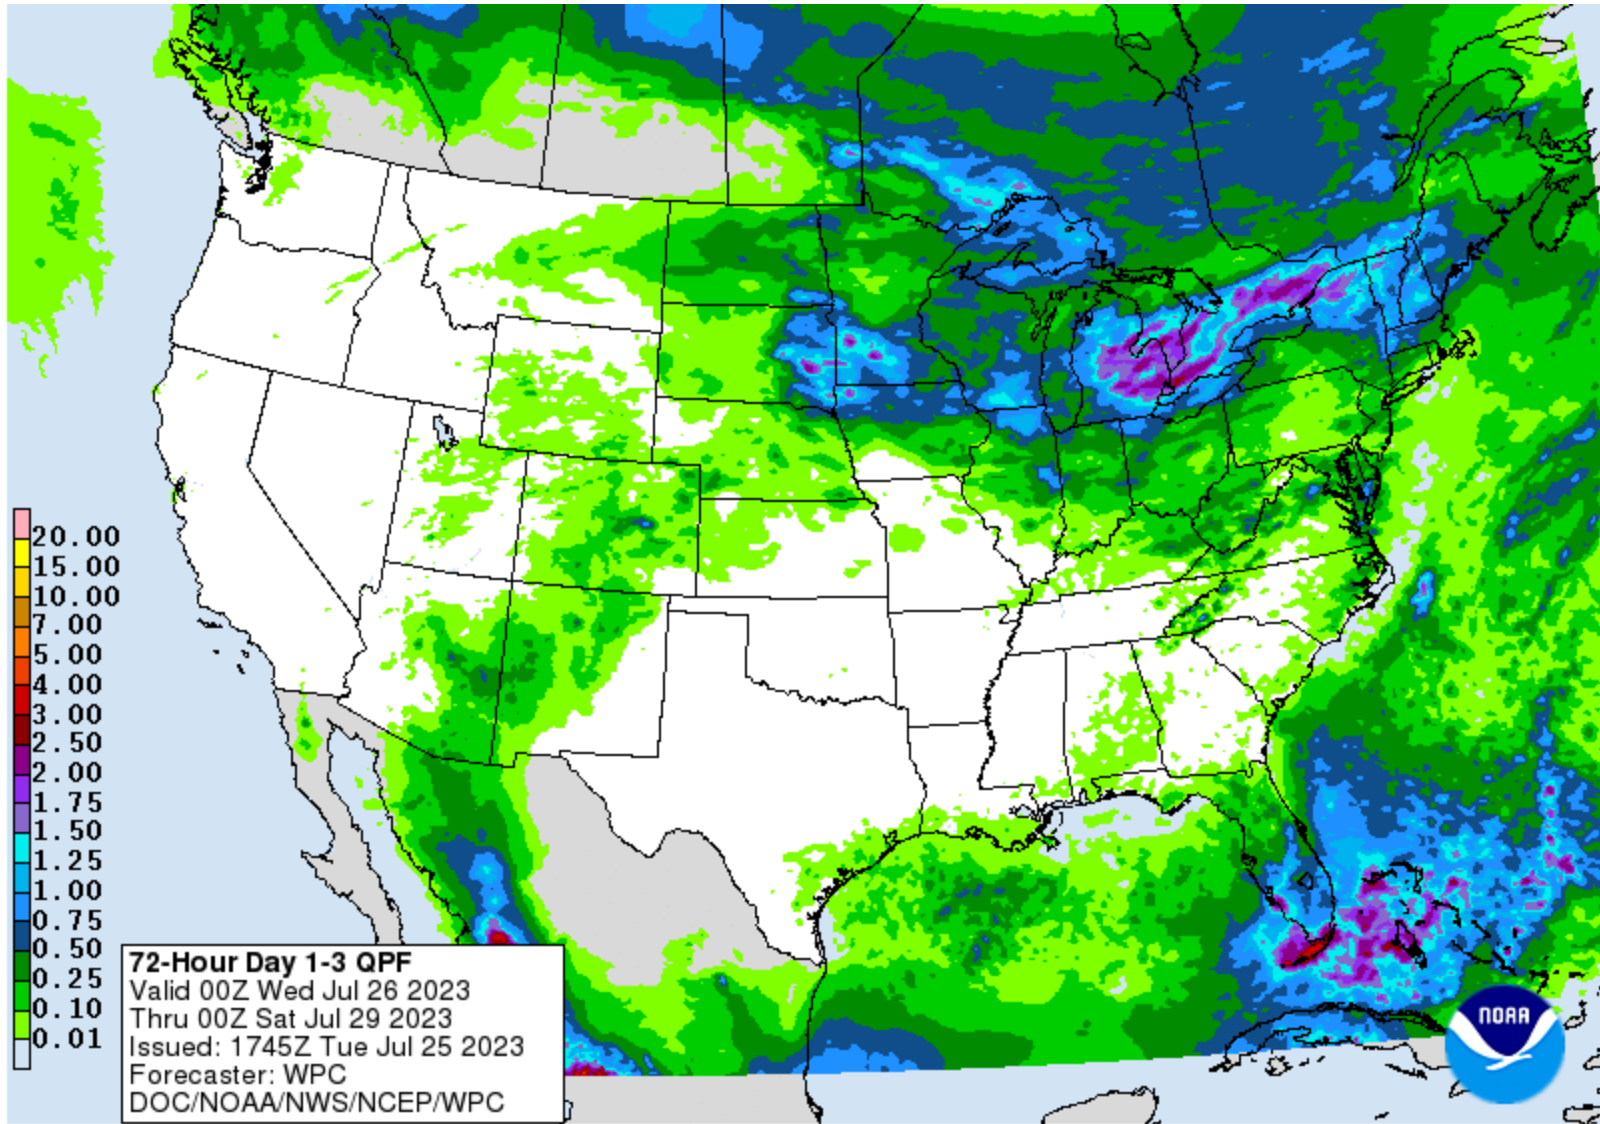 20.00
15.00
10.00
7.00
5.00
4.00
3.00
2.50
2.00
1.75
1.50
1.25
1.00
0.75
0.50
0.25
0.10
0.01
72-Hour Day 1-3 QPF
Valid 00Z Wed Jul 26 2023
Thru 00Z Sat Jul 29 2023
Issued: 1745Z Tue Jul 25 2023
Forecaster: WPC
DOC/NOAA/NWS/NCEP/WPC
NOAA